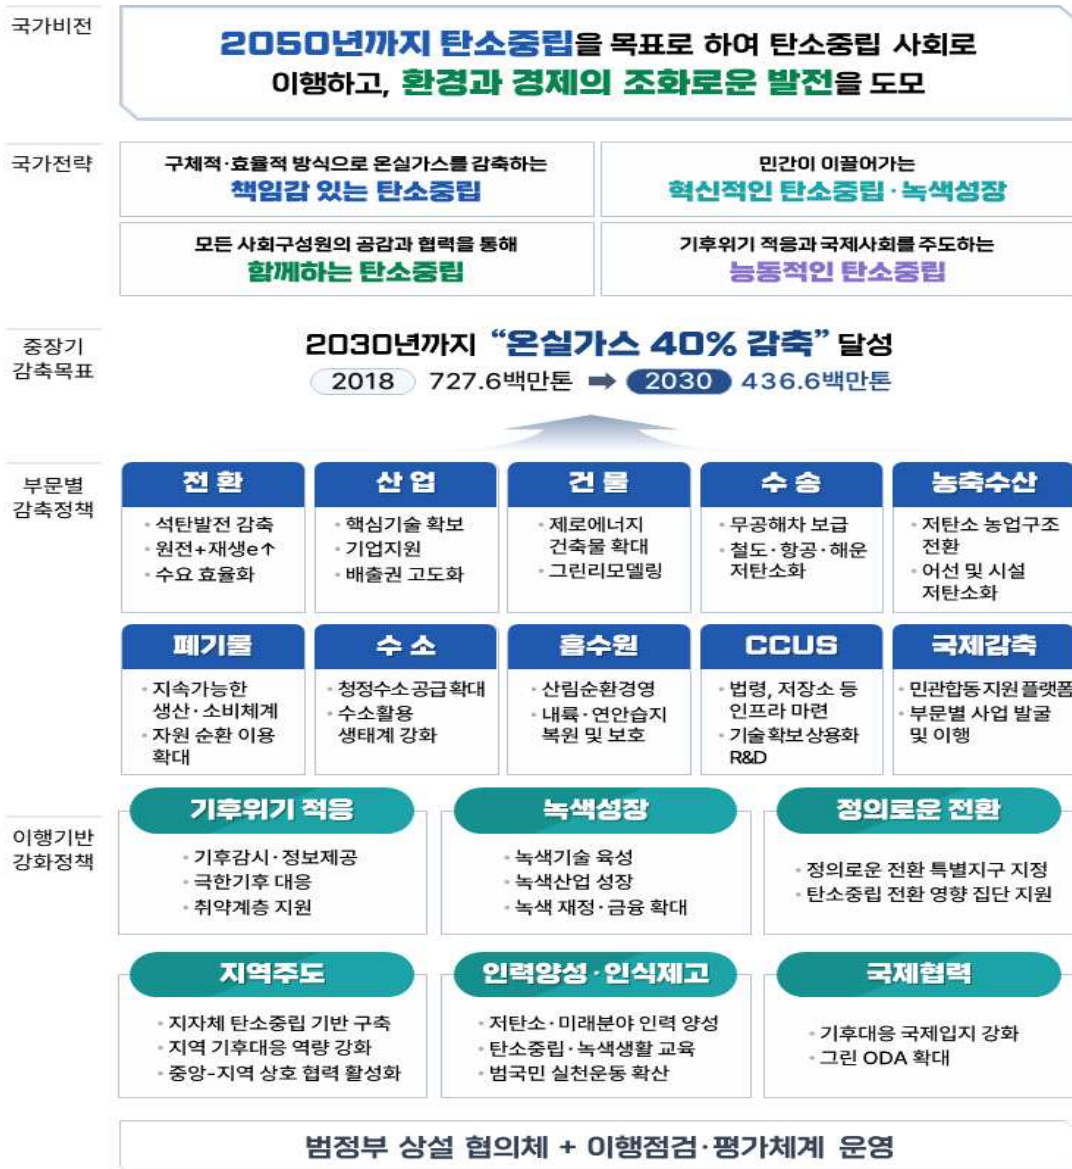 국가비전
2050년까지 탄소중립을 목표로 하여 탄소중립 사회로
이행하고, 환경과 경제의 조화로운 발전을 도모
국가전략
구체적·효율적 방식으로 온실가스를 감축하는
책임감 있는 탄소중립
민간이 이끌어가는
혁신적인 탄소중립·녹색성장
모든 사회구성원의 공감과 협력을 통해
함께하는 탄소중립
기후위기 적응과 국제사회를 주도하는
능동적인 탄소중립
중장기
감축목표
2030년까지 “온실가스 40% 감축” 달성
2018 727.6백만톤 ➡ 2030 436.6백만톤
부문별
감축정책
전환
· 석탄발전 감축
· 원전+재생e↑
· 수요 효율화
산업
· 핵심기술 확보
· 기업지원
· 배출권 고도화
건물
· 제로에너지
건축물 확대
· 그린리모델링
수송
· 무공해차 보급
· 철도·항공·해운
저탄소화
농축수산
· 저탄소 농업구조
전환
· 어선 및 시설
저탄소화
폐기물
· 지속가능한
생산·소비체계
· 자원 순환 이용
확대
수소
· 청정수소 공급 확대
· 수소활용
생태계 강화
흡수원
· 산림순환경영
· 내륙·연안습지
복원 및 보호
CCUS
· 법령, 저장소 등
인프라 마련
· 기술확보 상용화
R&D
국제감축
· 민관합동 지원 플랫폼
· 부문별 사업 발굴
및 이행
이행기반
강화정책
기후위기 적응
· 기후감시·정보제공
· 극한기후 대응
· 취약계층 지원
녹색성장
· 녹색기술 육성
· 녹색산업 성장
· 녹색 재정·금융 확대
정의로운 전환
· 정의로운 전환 특별지구 지정
· 탄소중립 전환 영향 집단 지원
지역주도
· 지자체 탄소중립 기반 구축
· 지역 기후대응 역량 강화
· 중앙-지역 상호 협력 활성화
인력양성·인식제고
· 저탄소·미래분야 인력 양성
· 탄소중립·녹색생활 교육
· 범국민 실천운동 확산
국제협력
· 기후대응 국제입지 강화
· 그린 ODA 확대
범정부 상설 협의체 + 이행점검·평가체계 운영